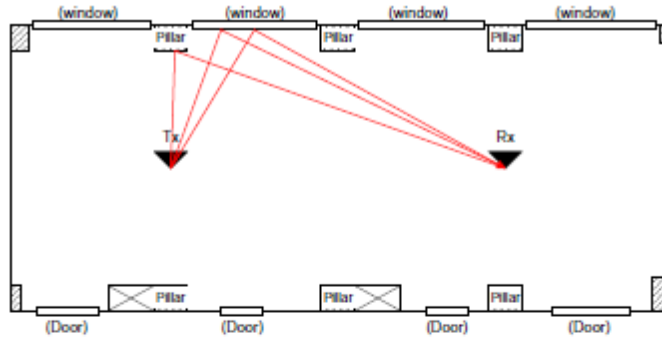 (window) (window) (window) (window)
Pillar Pillar Pillar
Tx Rx
Pillar Pillar Pillar
(Door) (Door) (Door) (Door)